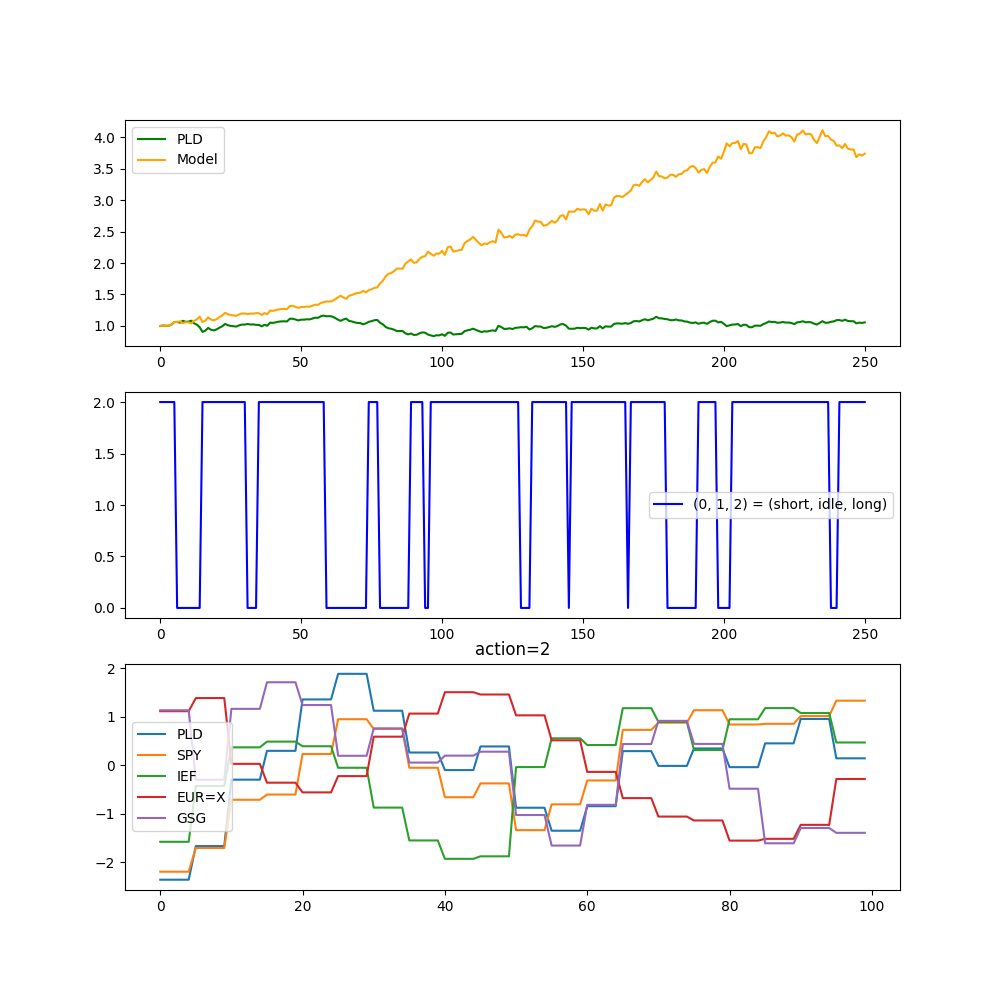 4.0
3.5
3.0
2.5
2.0
1.5
1.0
PLD
Model
0 50 100 150 200 250
2.0
1.5
1.0
0.5
0.0
(0, 1, 2) = (short, idle, long)
0 50 100 150 200 250
action=2
2
1
0
−1
−2
PLD
SPY
IEF
EUR=X
GSG
0 20 40 60 80 100